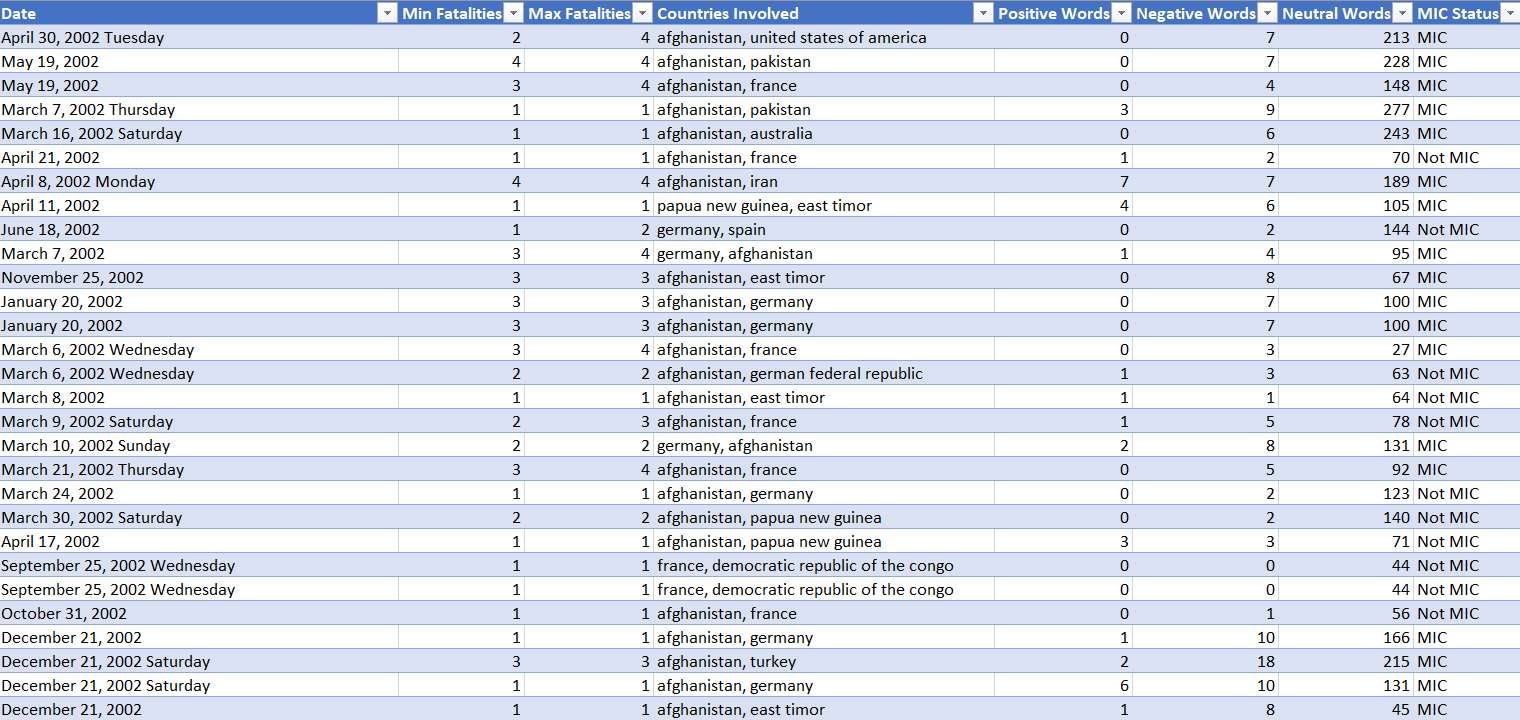 Date Min Fatalities Max Fatalities Countries Involved Positive Words Negative Words Neutral Words MIC Status
April 30, 2002 Tuesday 2 4 afghanistan, united states of america 0 7 213 MIC
May 19, 2002 4 4 afghanistan, pakistan 0 7 228 MIC
May 19, 2002 3 4 afghanistan, france 0 4 148 MIC
March 7, 2002 Thursday 1 1 afghanistan, pakistan 3 9 277 MIC
March 16, 2002 Saturday 1 1 afghanistan, australia 0 6 243 MIC
April 21, 2002 1 1 afghanistan, france 1 2 70 Not MIC
April 8, 2002 Monday 4 4 afghanistan, iran 7 7 189 MIC
April 11, 2002 1 1 papua new guinea, east timor 4 6 105 MIC
June 18, 2002 1 2 germany, spain 0 2 144 Not MIC
March 7, 2002 3 4 germany, afghanistan 1 4 95 MIC
November 25, 2002 3 3 afghanistan, east timor 0 8 67 MIC
January 20, 2002 3 3 afghanistan, germany 0 7 100 MIC
January 20, 2002 3 3 afghanistan, germany 0 7 100 MIC
March 6, 2002 Wednesday 3 4 afghanistan, france 0 3 27 MIC
March 6, 2002 Wednesday 2 2 afghanistan, german federal republic 1 3 63 Not MIC
March 8, 2002 1 1 afghanistan, east timor 1 1 64 Not MIC
March 9, 2002 Saturday 2 3 afghanistan, france 1 5 78 Not MIC
March 10, 2002 Sunday 2 2 germany, afghanistan 2 8 131 MIC
March 21, 2002 Thursday 3 4 afghanistan, france 0 5 92 MIC
March 24, 2002 1 1 afghanistan, germany 0 2 123 Not MIC
March 30, 2002 Saturday 2 2 afghanistan, papua new guinea 0 2 140 Not MIC
April 17, 2002 1 1 afghanistan, papua new guinea 3 3 71 Not MIC
September 25, 2002 Wednesday 1 1 france, democratic republic of the congo 0 0 44 Not MIC
September 25, 2002 Wednesday 1 1 france, democratic republic of the congo 0 0 44 Not MIC
October 31, 2002 1 1 afghanistan, france 0 1 56 Not MIC
December 21, 2002 1 1 afghanistan, germany 1 10 166 MIC
December 21, 2002 Saturday 3 3 afghanistan, turkey 2 18 215 MIC
December 21, 2002 Saturday 1 1 afghanistan, germany 6 10 131 MIC
December 21, 2002 1 1 afghanistan, east timor 1 8 45 MIC